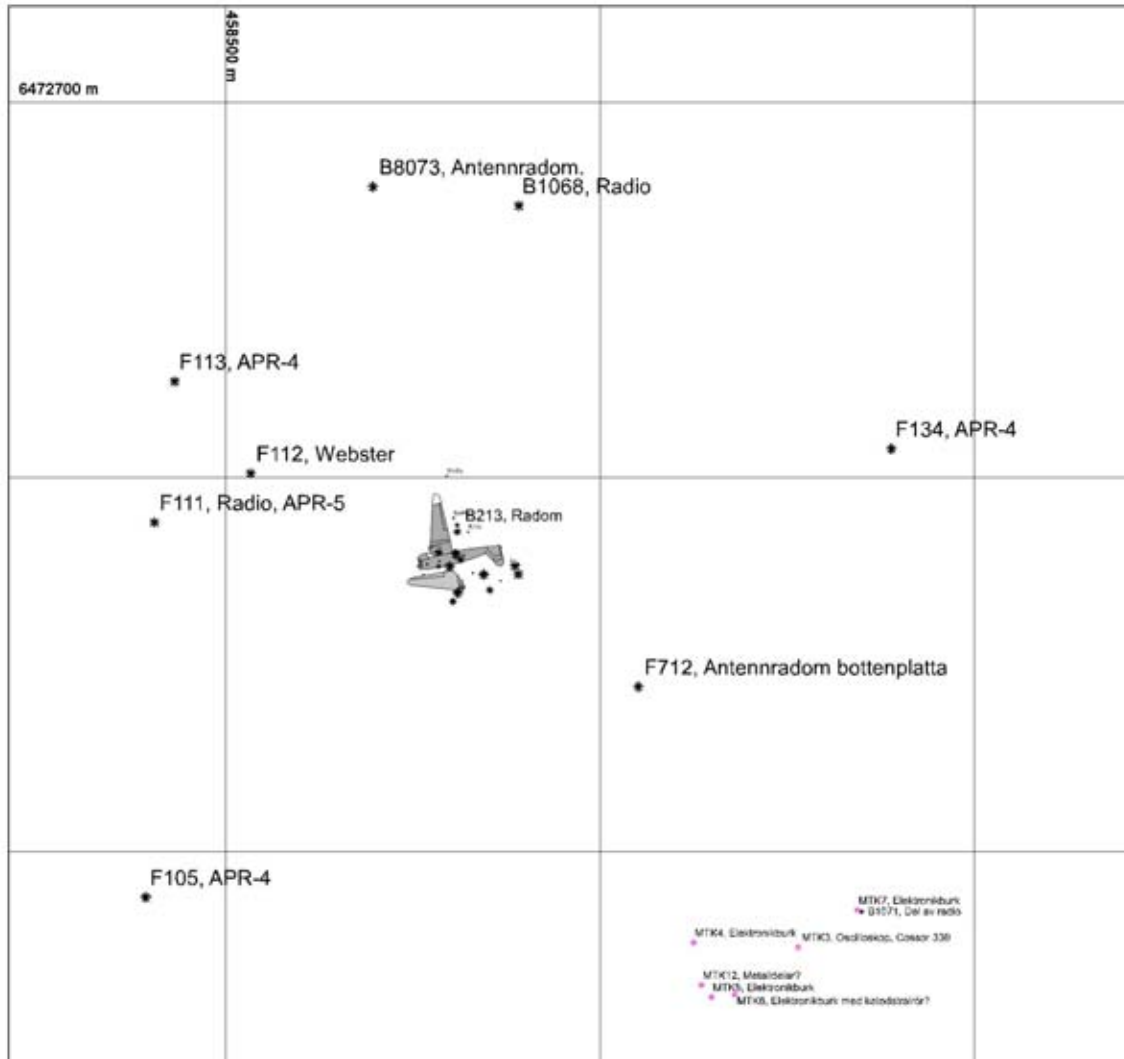 458500 m
6472700 m
B8073, Antennradom.
B1068, Radio
F113, APR-4
F134, APR-4
F112, Webster
F111, Radio, APR-5
B213, Radom
F712, Antennradom bottenplatta
F105, APR-4
MTK7, Elektronikburk
B1071, Del av radio
MTK4, Elektronikburk
MTK3, Oscilloskop, Cossor 339
MTK12, Metalldelar?
MTK5, Elektronikburk
MTK6, Elektronikburk med katodstrålrör?